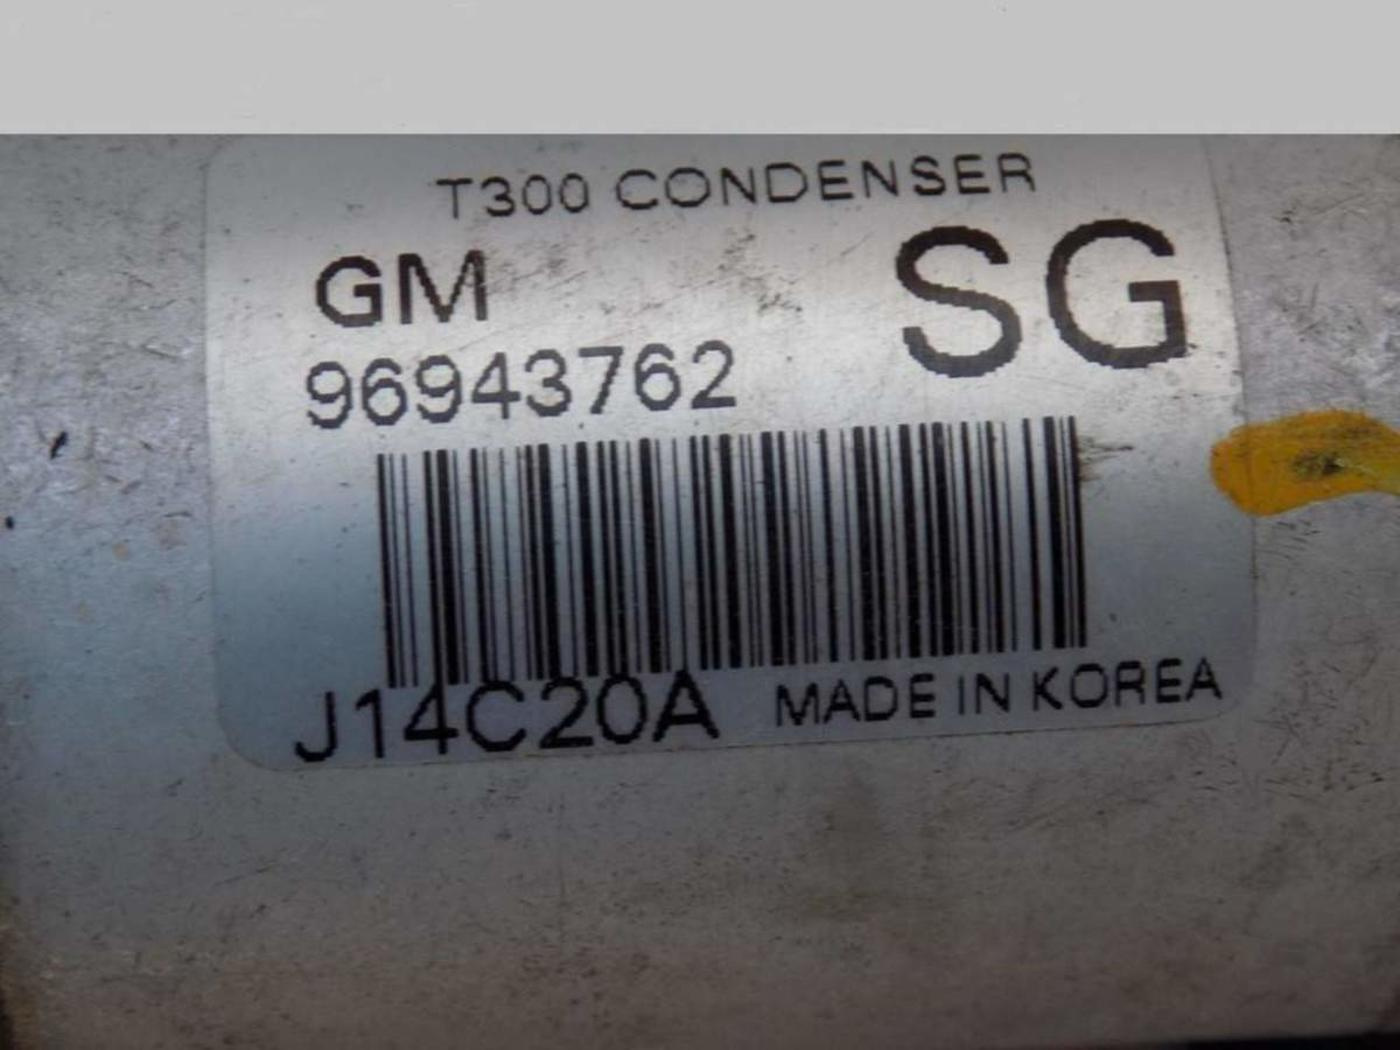 T300 CONDENSER
GM
SG
96943762
J14C20A MADE IN KOREA